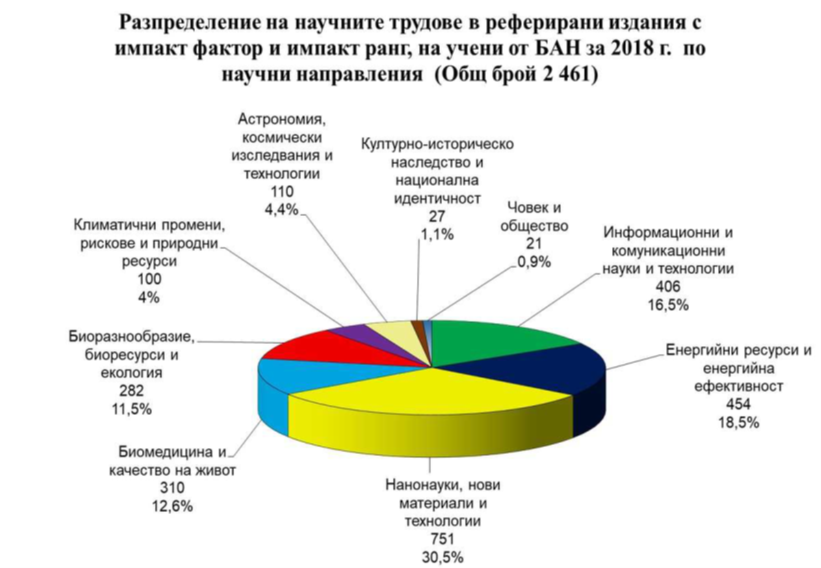 Разпределение на научните трудове в реферирани издания с
импакт фактор и импакт ранг, на учени от БАН за 2018 г. по
научни направления (Общ брой 2 461)
Астрономия,
космически
изследвания и
технологии
110
4,4%
Културно-историческо
наследство и
национална
идентичност
27
1,1%
Човек и
общество
21
0,9%
Информационни и
комуникационни
науки и технологии
406
16,5%
Климатични промени,
рискове и природни
ресурси
100
4%
Биоразнообразие,
биоресурси и
екология
282
11,5%
Енергийни ресурси и
енергийна
ефективност
454
18,5%
Биомедицина и
качество на живот
310
12,6%
Нанонауки, нови
материали и
технологии
751
30,5%